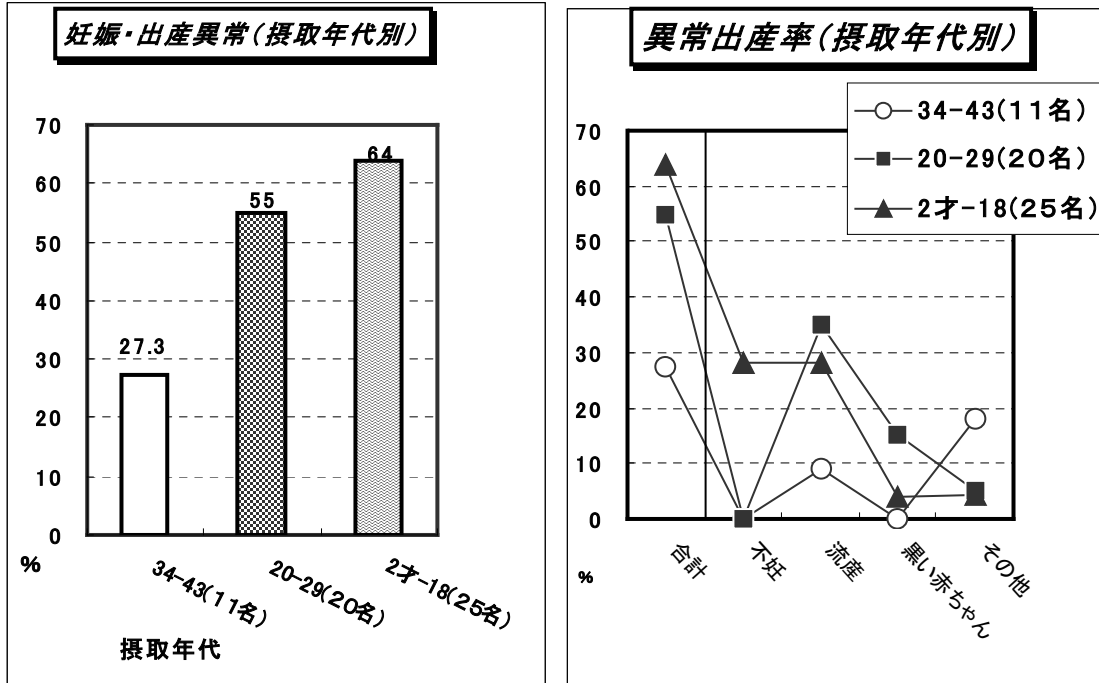 妊娠・出産異常(摂取年代別)
70
60
50
40
30
20
10
0
%
27.3
55
64
34-43(11名)
20-29(20名)
2才-18(25名)
摂取年代
異常出産率(摂取年代別)
34-43(11名)
20-29(20名)
2才-18(25名)
70
60
50
40
30
20
10
0
%
合計
不妊
流産
黒い赤ちゃん
その他